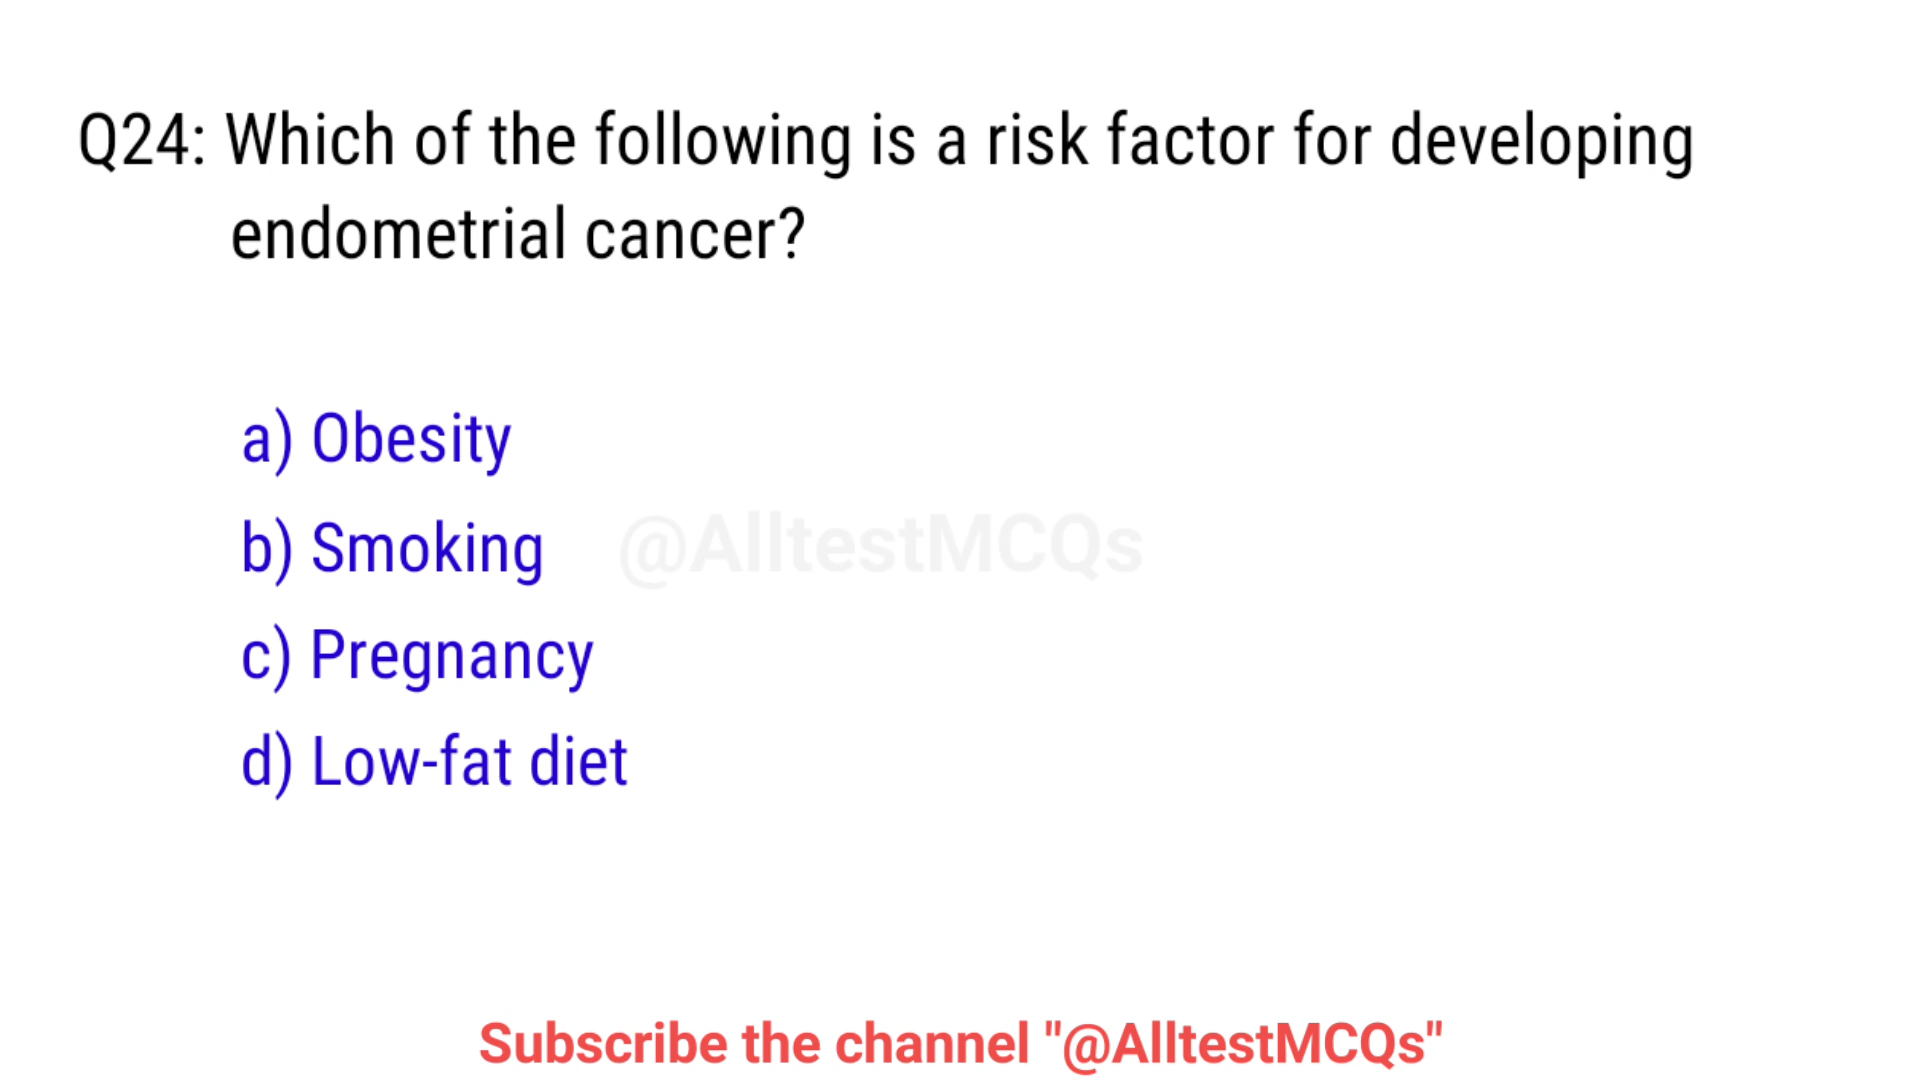 Q24: Which of the following is a risk factor for developing
endometrial cancer?
a) Obesity
b) Smoking
@AlltestMCQs
c) Pregnancy
d) Low-fat diet
Subscribe the channel "@AlltestMCQs"